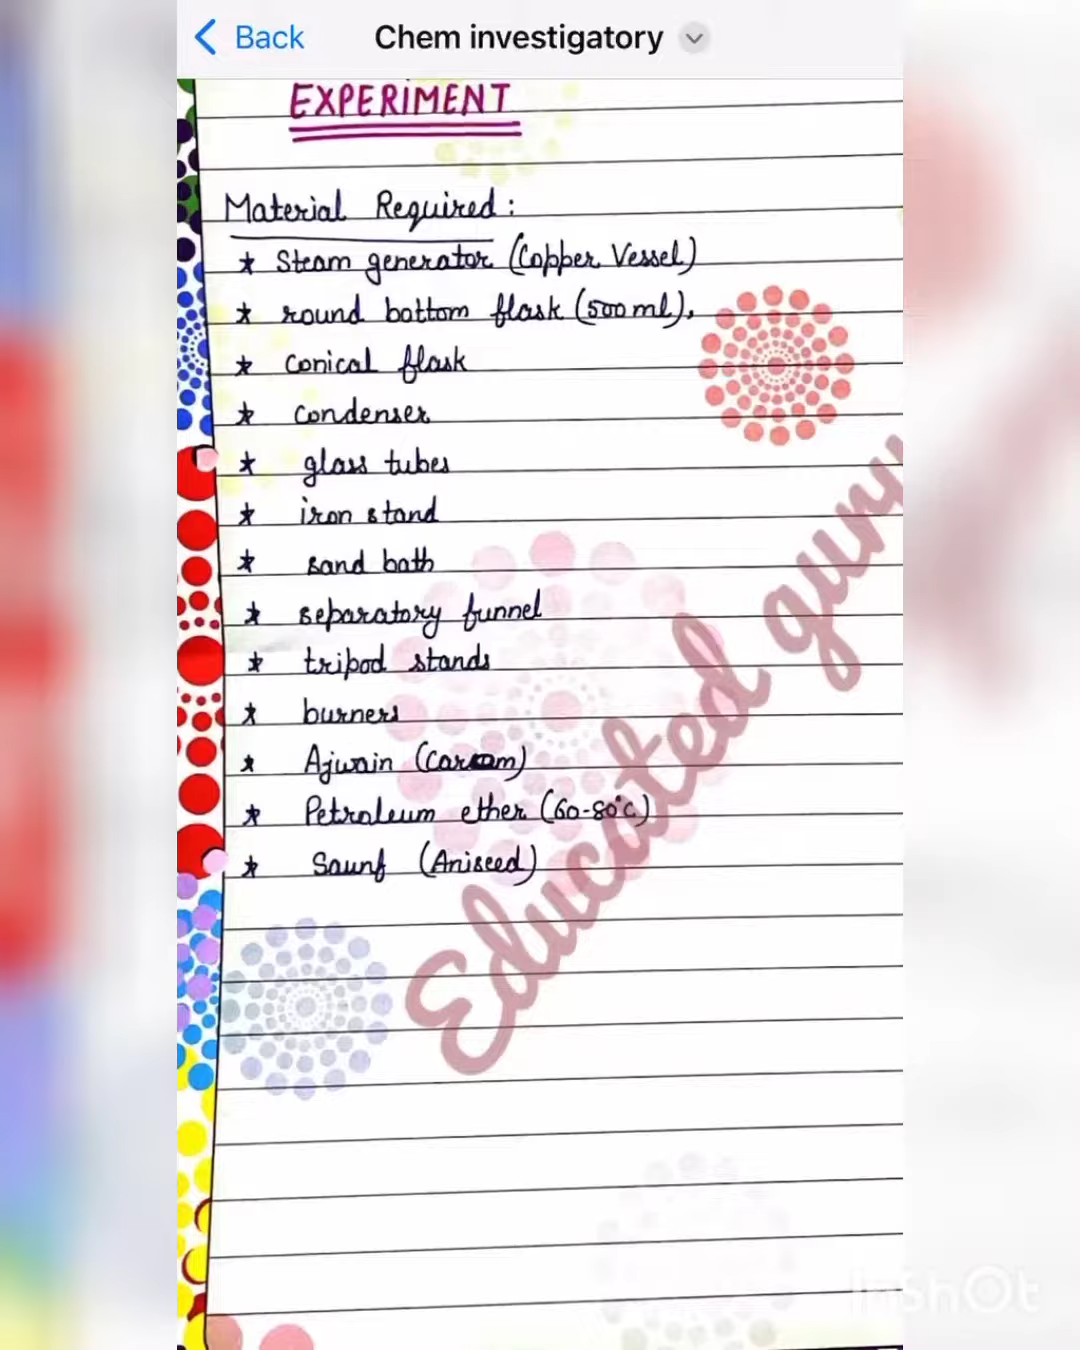 Back Chem investigatory
EXPERIMENT
Material Required:
★ Steam generator (Copper Vessel)
★ round bottom flask (500 ml),
★ conical flask
★ condenser
★ glass tubes
★ iron stand
★ sand bath
★ separatory funnel
★ tripod stands
★ burners
★ Ajwain (Carom)
★ Petroleum ether (60-80°C)
★ Saunf (Aniseed)
Educated guru
InShOt